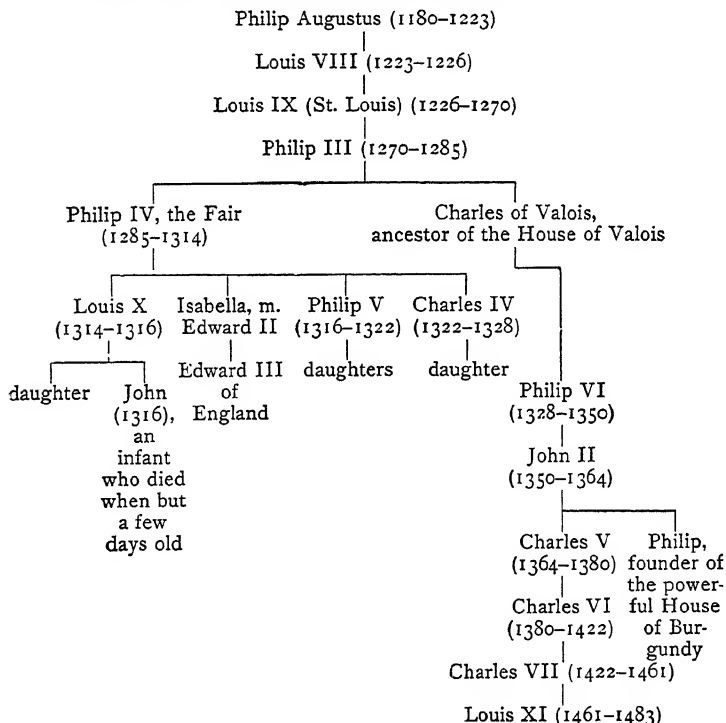 Philip Augustus (1180–1223)
Louis VIII (1223–1226)
Louis IX (St. Louis) (1226–1270)
Philip III (1270–1285)
Philip IV, the Fair
(1285–1314)
Charles of Valois,
ancestor of the House of Valois
Louis X
(1314–1316)
Isabella, m.
Edward II
Philip V
(1316–1322)
Charles IV
(1322–1328)
daughter
John
(1316),
an
infant
who died
when but
a few
days old
Edward III
of
England
daughters
daughter
Philip VI
(1328–1350)
John II
(1350–1364)
Charles V
(1364–1380)
Philip,
founder of
the power-
ful House
of Bur-
gundy
Charles VI
(1380–1422)
Charles VII (1422–1461)
Louis XI (1461–1483)